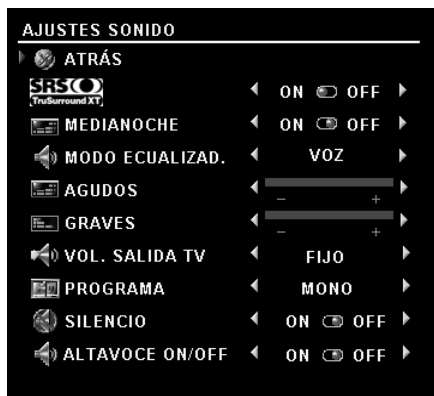 AJUSTES SONIDO
ATRÁS
SRS TruSurround XT ON OFF
MEDIANOCHE ON OFF
MODO ECUALIZAD. VOZ
AGUDOS - +
GRAVES - +
VOL. SALIDA TV FIJO
PROGRAMA MONO
SILENCIO ON OFF
ALTAVOCE ON/OFF ON OFF